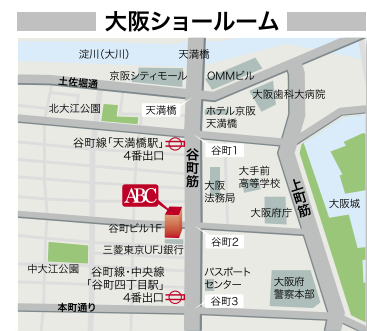 大阪ショールーム
淀川(大川)
天満橋
土佐堀通
京阪シティモール
OMMビル
大阪歯科大病院
北大江公園
天満橋
ホテル京阪
天満橋
谷町線「天満橋駅」
4番出口
谷町1
谷町筋
大阪
法務局
大手前
高等学校
上町筋
大阪城
ABC
大阪府庁
谷町ビル1F
谷町2
三菱東京UFJ銀行
中大江公園
谷町線・中央線
「谷町四丁目駅」
4番出口
パスポート
センター
大阪府
警察本部
本町通り
谷町3